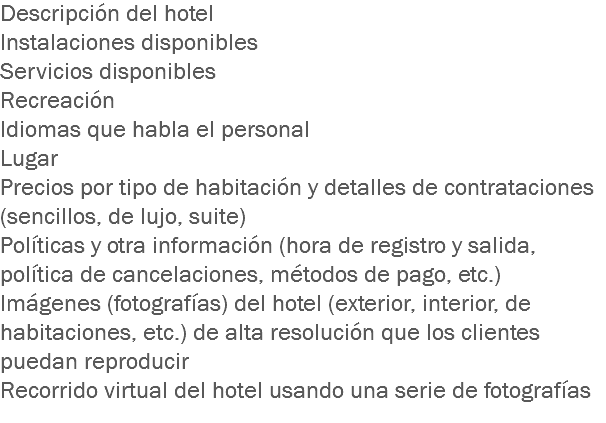 Descripción del hotel
Instalaciones disponibles
Servicios disponibles
Recreación
Idiomas que habla el personal
Lugar
Precios por tipo de habitación y detalles de contrataciones
(sencillos, de lujo, suite)
Políticas y otra información (hora de registro y salida,
política de cancelaciones, métodos de pago, etc.)
Imágenes (fotografías) del hotel (exterior, interior, de
habitaciones, etc.) de alta resolución que los clientes
puedan reproducir
Recorrido virtual del hotel usando una serie de fotografías